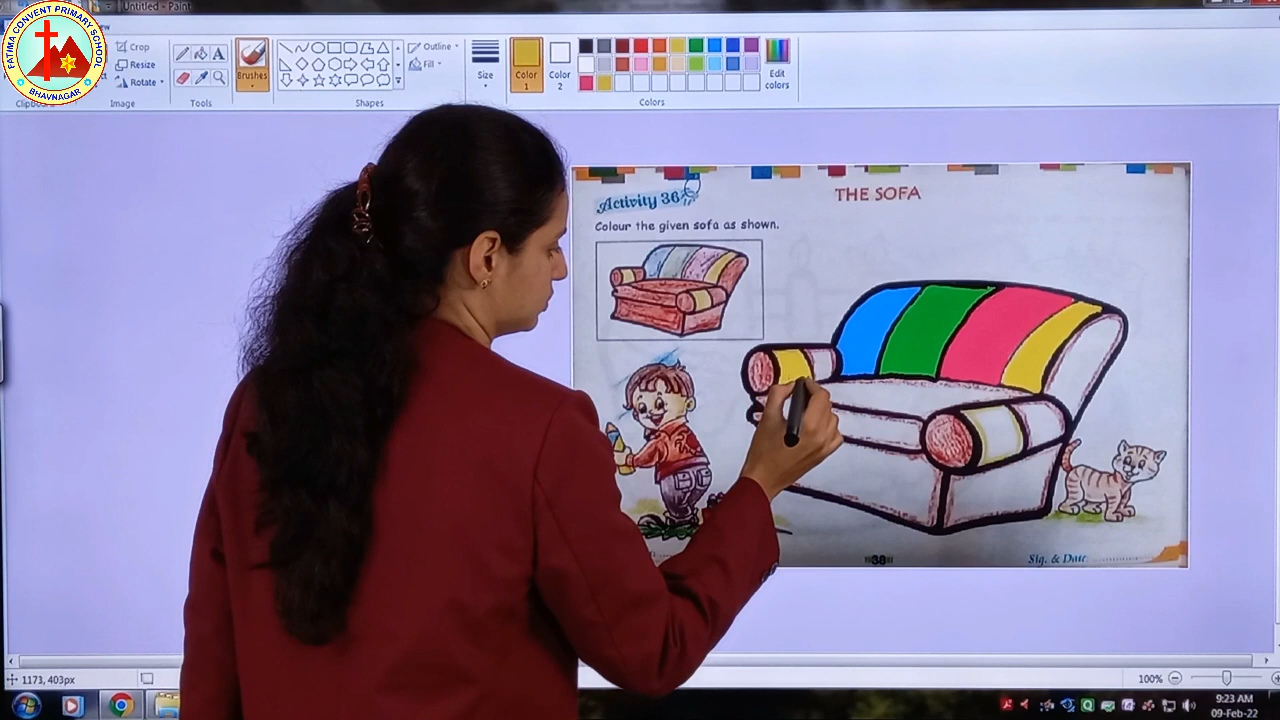 FATIMA CONVENT PRIMARY SCHOOL
BHAVNAGAR
Untitled - Paint
Crop
Resize
Rotate
Image
Tools
Brushes
Shapes
Outline
Fill
Size
Color 1
Color 2
Edit colors
Colors
Activity 36
THE SOFA
Colour the given sofa as shown.
38
Sig. & Date
1173, 403px
100%
9:23 AM
09-Feb-22